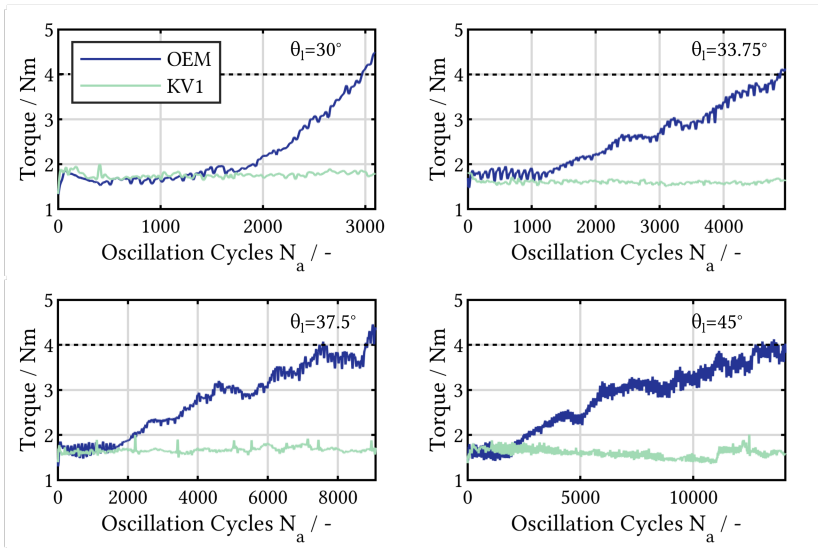 5
4
3
2
1
Torque / Nm
OEM
KV1
θl=30°
0
1000
2000
3000
Oscillation Cycles Na / -
5
4
3
2
1
Torque / Nm
θl=33.75°
0
1000
2000
3000
4000
Oscillation Cycles Na / -
5
4
3
2
1
Torque / Nm
θl=37.5°
0
2000
4000
6000
8000
Oscillation Cycles Na / -
5
4
3
2
1
Torque / Nm
θl=45°
0
5000
10000
Oscillation Cycles Na / -